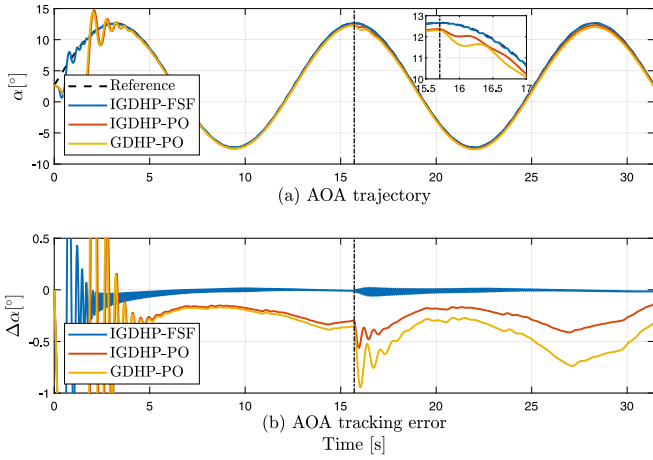 15
10
5
0
-5
-10
α[°]
13
12
11
10
15.5
16
16.5
17
Reference
IGDHP-FSF
IGDHP-PO
GDHP-PO
0
5
10
15
20
25
30
(a) AOA trajectory
0.5
0
-0.5
-1
Δα[°]
IGDHP-FSF
IGDHP-PO
GDHP-PO
0
5
10
15
20
25
30
(b) AOA tracking error
Time [s]